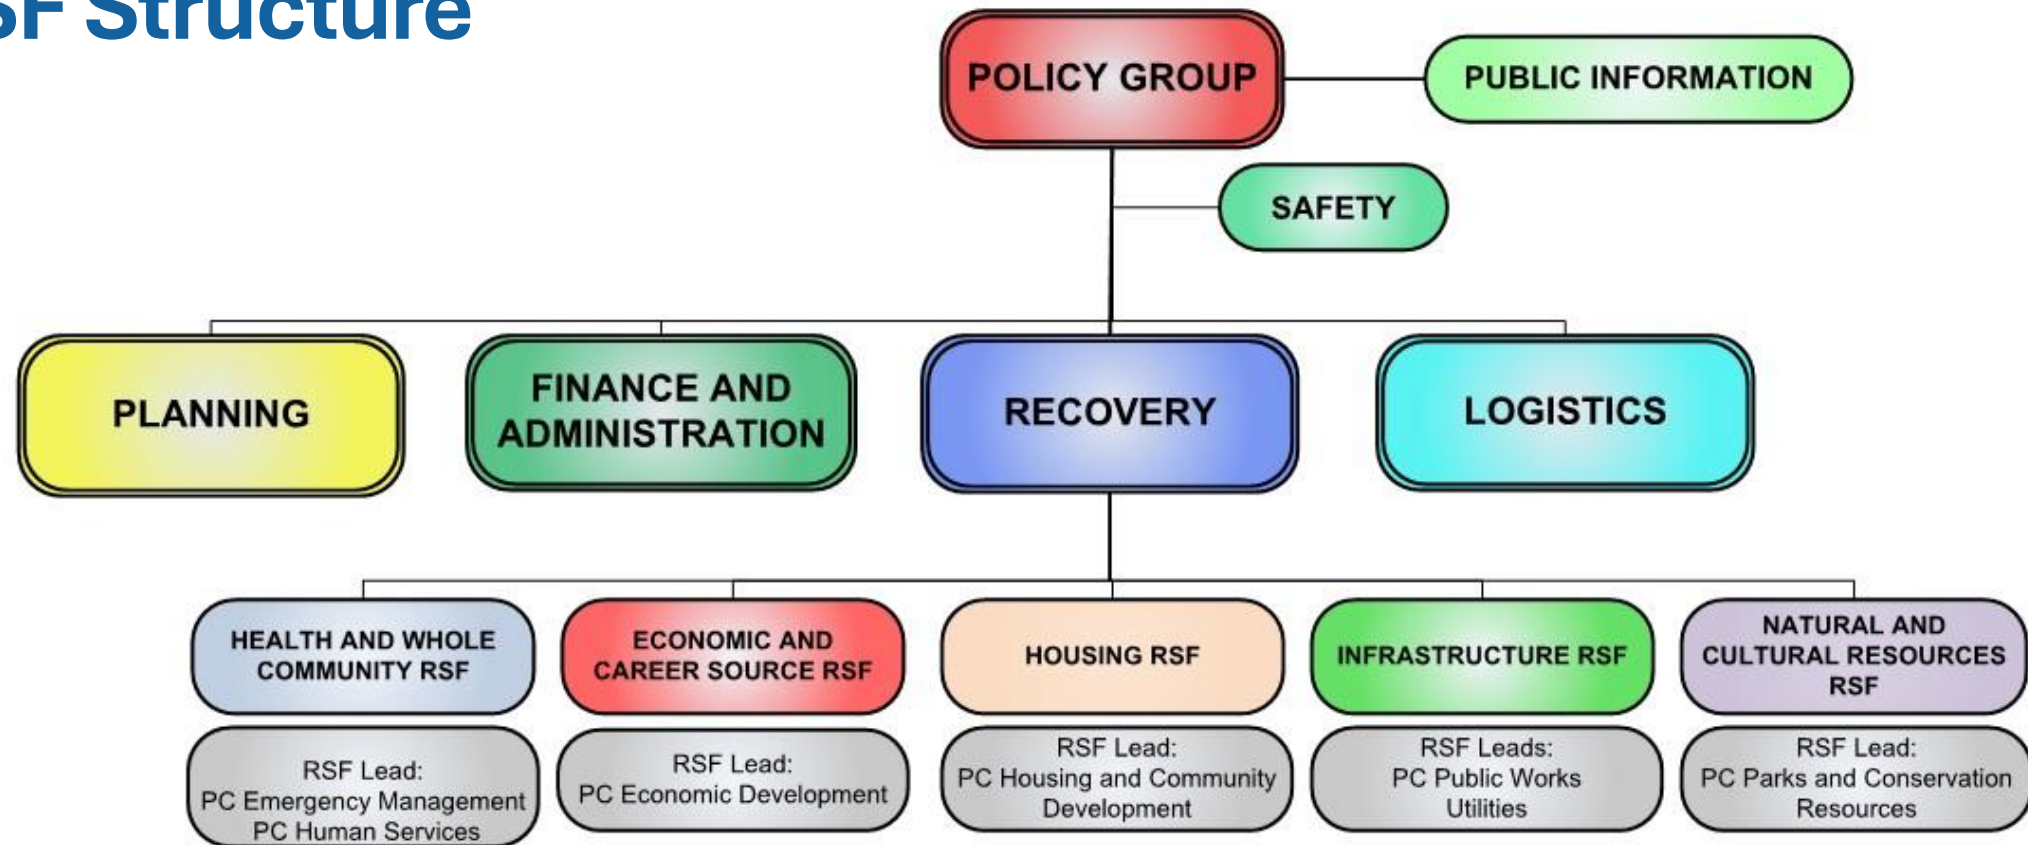 SF Structure
POLICY GROUP
PUBLIC INFORMATION
SAFETY
PLANNING
FINANCE AND
ADMINISTRATION
RECOVERY
LOGISTICS
HEALTH AND WHOLE
COMMUNITY RSF
ECONOMIC AND
CAREER SOURCE RSF
HOUSING RSF
INFRASTRUCTURE RSF
NATURAL AND
CULTURAL RESOURCES
RSF
RSF Lead:
PC Emergency Management
PC Human Services
RSF Lead:
PC Economic Development
RSF Lead:
PC Housing and Community
Development
RSF Leads:
PC Public Works
Utilities
RSF Lead:
PC Parks and Conservation
Resources